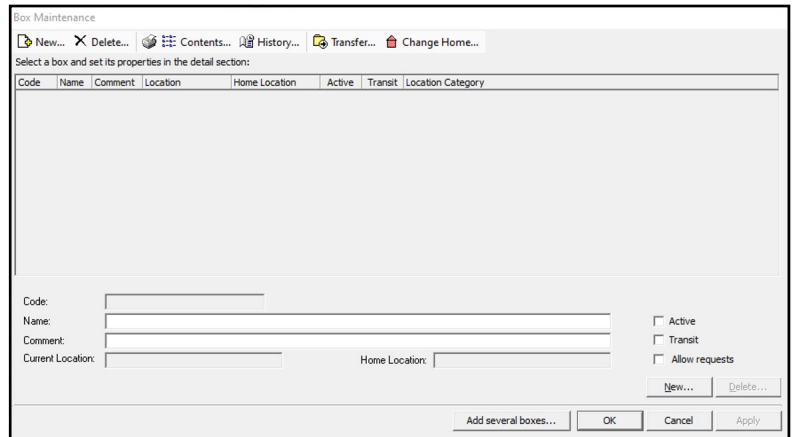 Box Maintenance
New... Delete... Contents... History... Transfer... Change Home...
Select a box and set its properties in the detail section:
Code Name Comment Location Home Location Active Transit Location Category
Code:
Name: Active
Comment: Transit
Current Location: Home Location: Allow requests
New... Delete...
Add several boxes... OK Cancel Apply